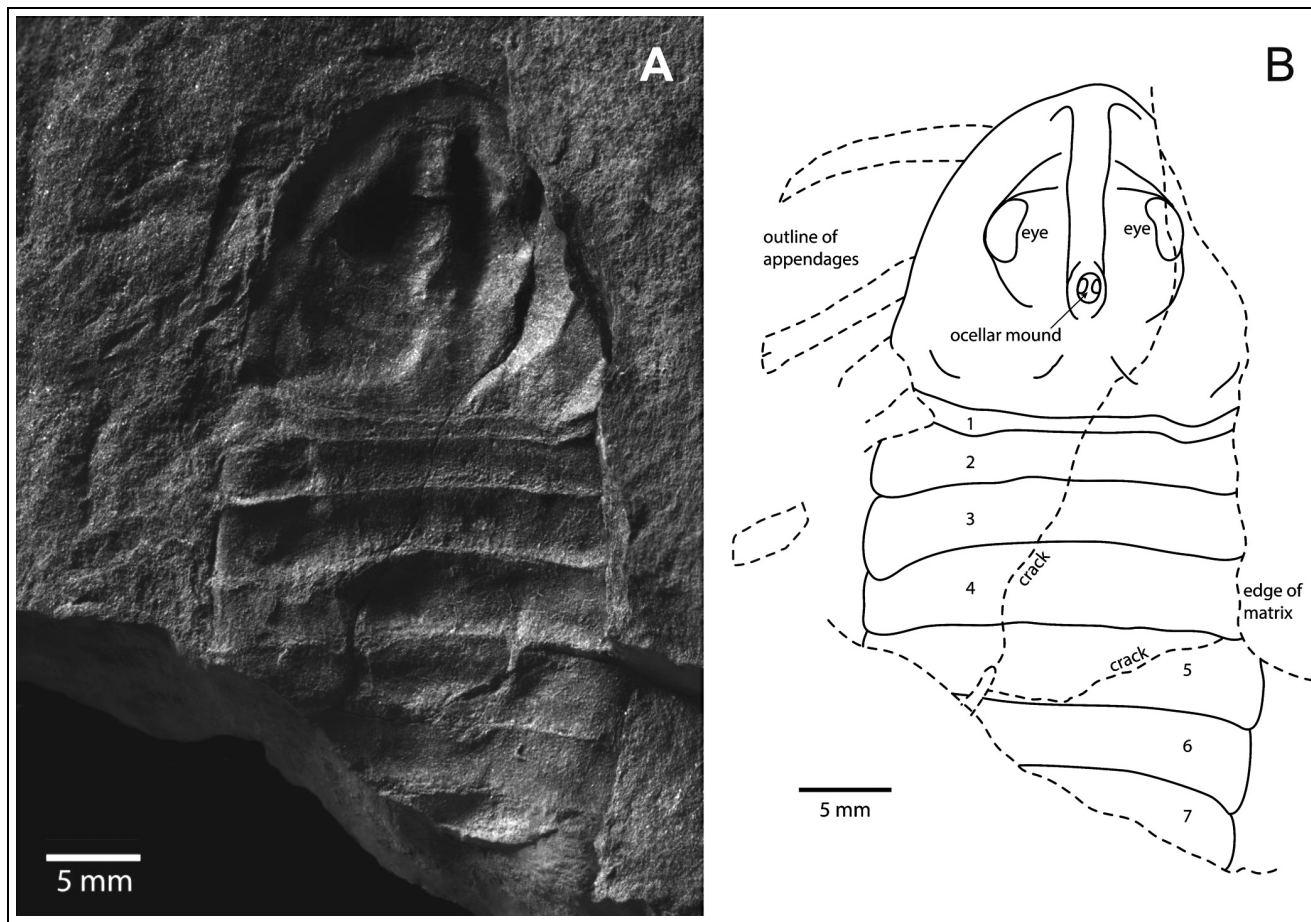 A
5 mm
B
outline of
appendages
eye
eye
ocellar mound
1
2
3
crack
4
edge of
matrix
crack
5
6
7
5 mm